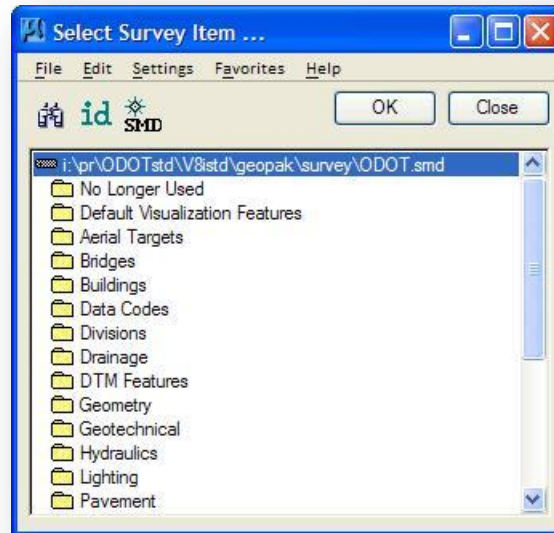 Select Survey Item ...
File Edit Settings Favorites Help
id SMD OK Close
i:\pr\ODOTstd\V8istd\geopak\survey\ODOT.smd
No Longer Used
Default Visualization Features
Aerial Targets
Bridges
Buildings
Data Codes
Divisions
Drainage
DTM Features
Geometry
Geotechnical
Hydraulics
Lighting
Pavement